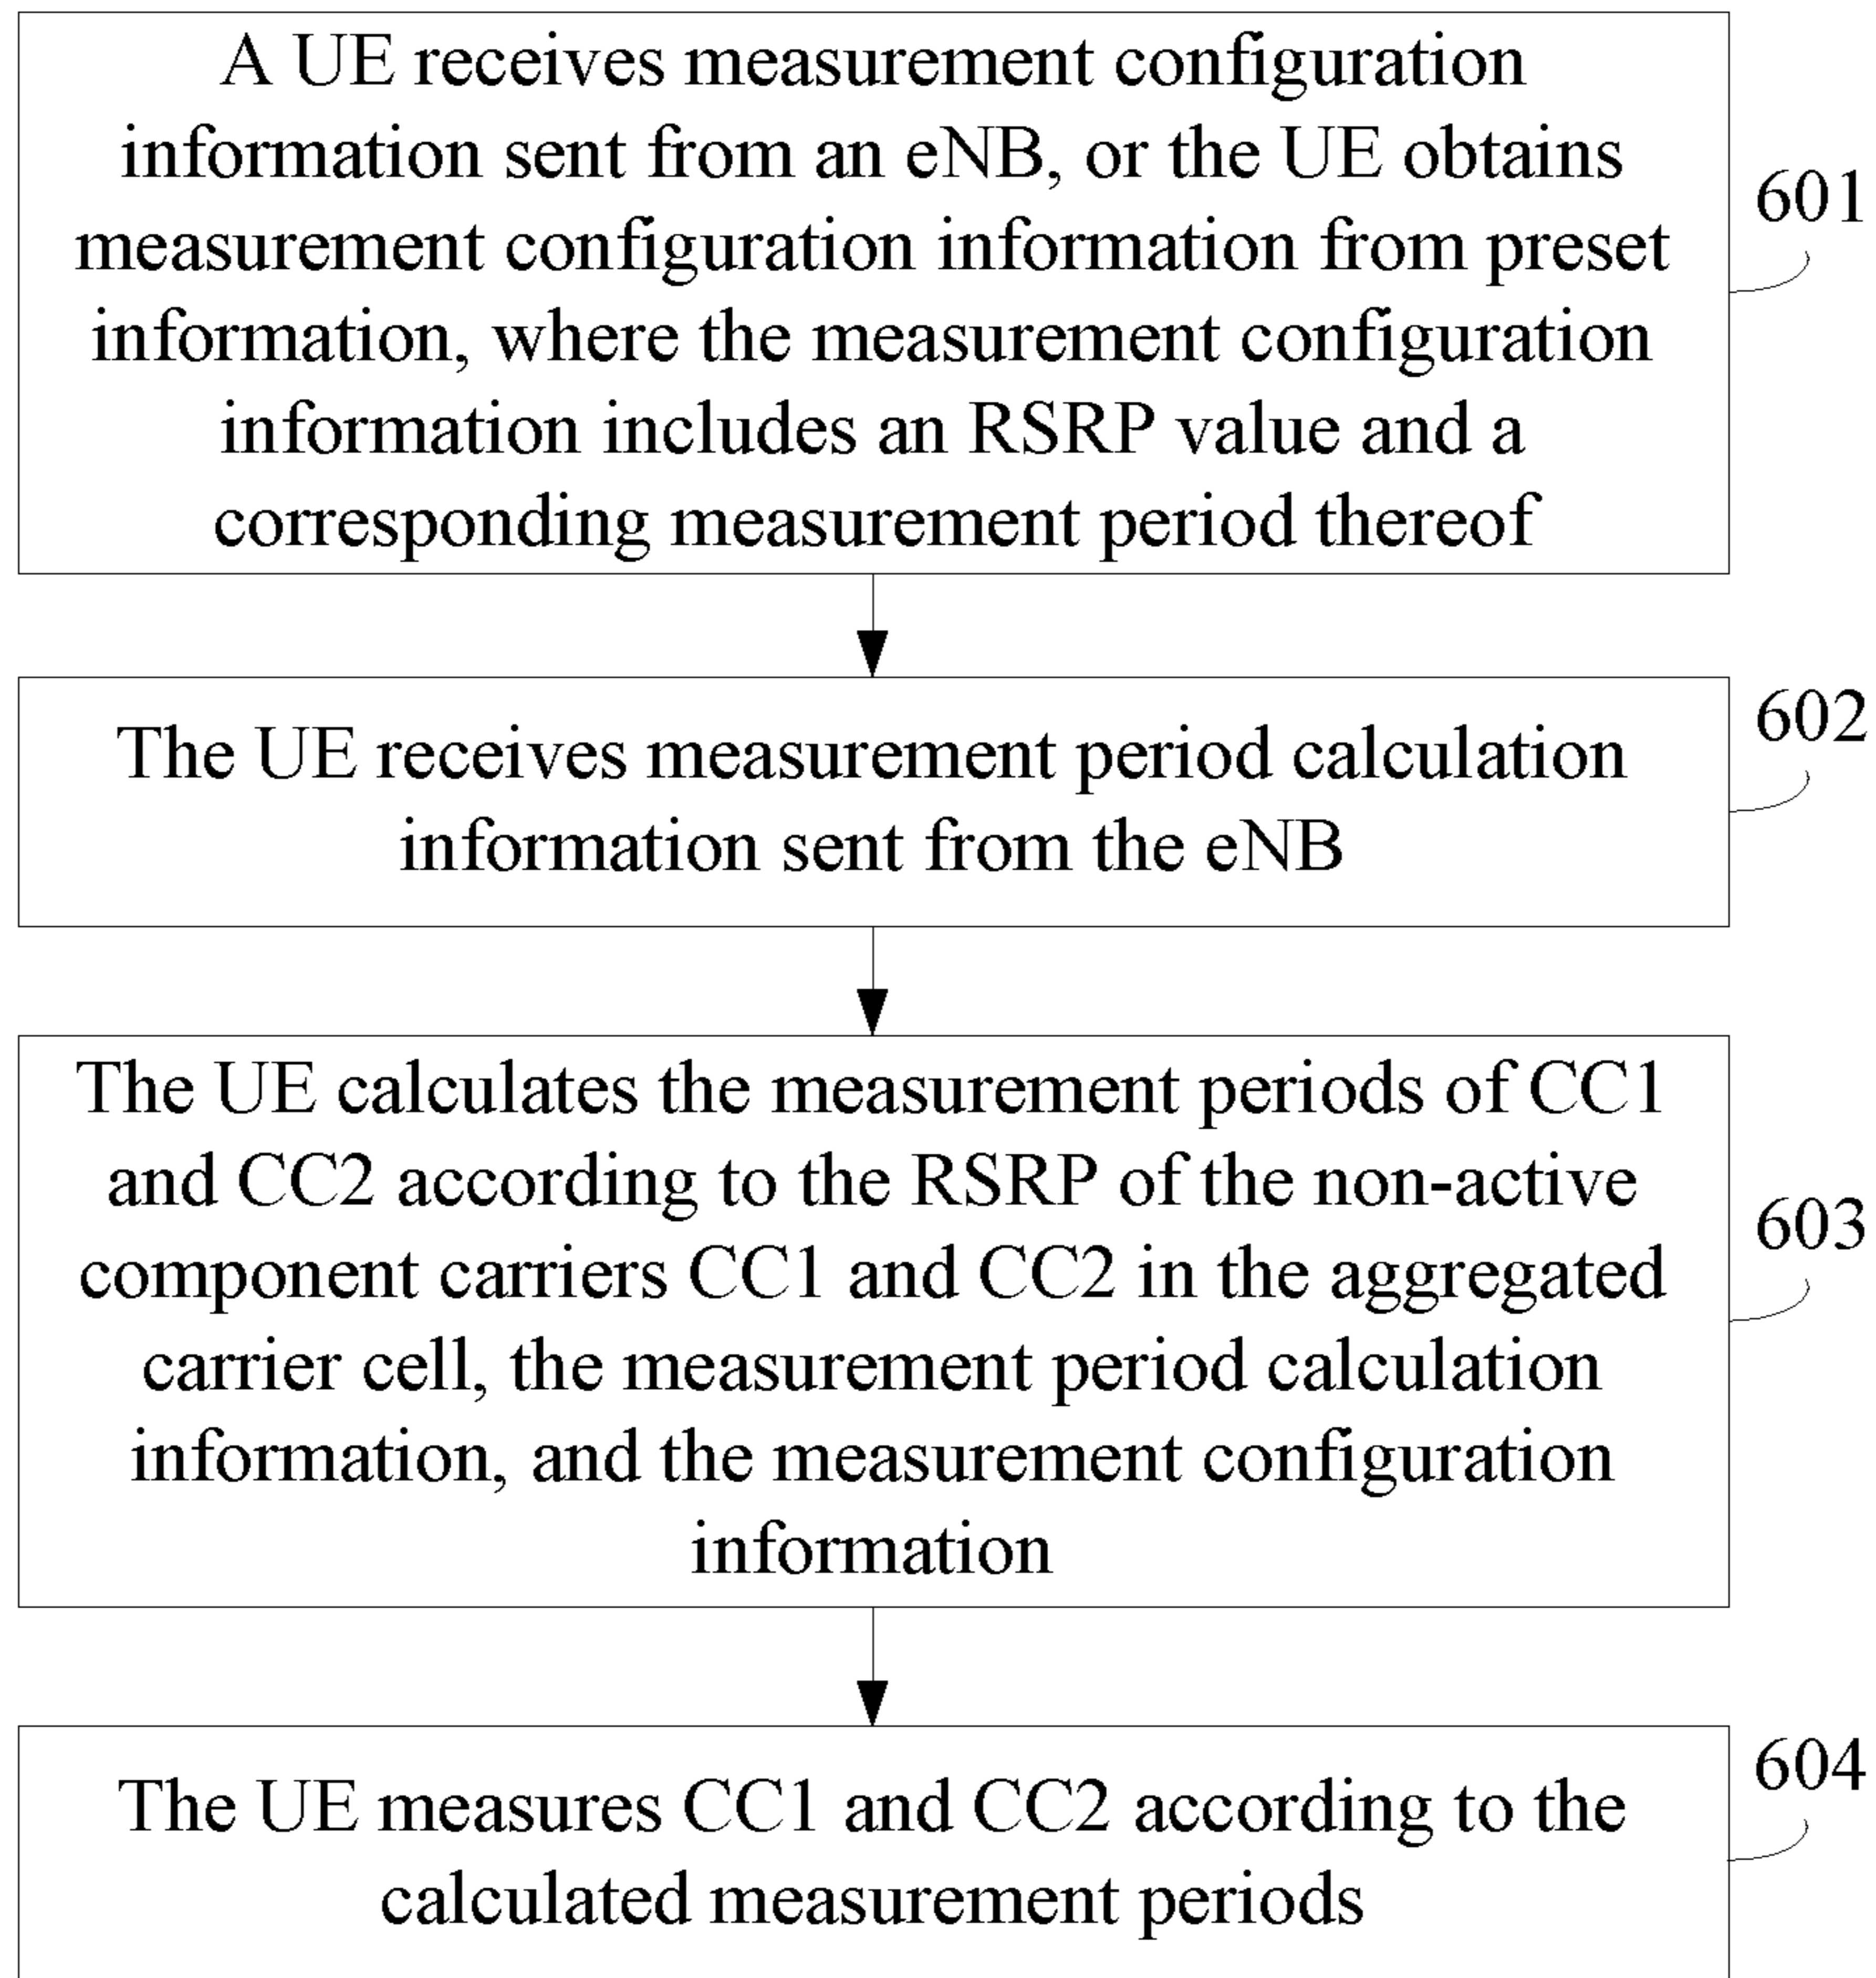 A UE receives measurement configuration
information sent from an eNB, or the UE obtains
measurement configuration information from preset
information, where the measurement configuration
information includes an RSRP value and a
corresponding measurement period thereof
601
The UE receives measurement period calculation
information sent from the eNB
602
The UE calculates the measurement periods of CC1
and CC2 according to the RSRP of the non-active
component carriers CC1 and CC2 in the aggregated
carrier cell, the measurement period calculation
information, and the measurement configuration
information
603
The UE measures CC1 and CC2 according to the
calculated measurement periods
604